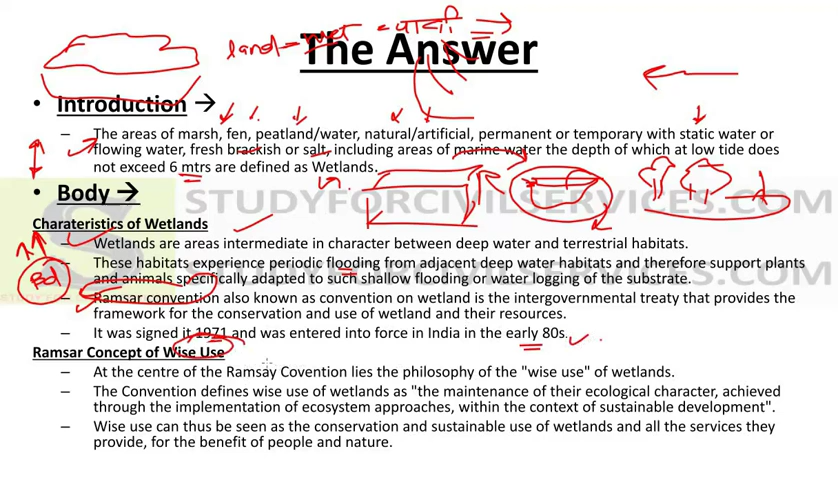 land = wet =
The Answer
• Introduction →
– The areas of marsh, fen, peatland/water, natural/artificial, permanent or temporary with static water or
flowing water, fresh brackish or salt, including areas of marine water the depth of which at low tide does
not exceed 6 mtrs are defined as Wetlands.
• Body →
STUDYFORCIVILSERVICES.COM
Charateristics of Wetlands
– Wetlands are areas intermediate in character between deep water and terrestrial habitats.
– These habitats experience periodic flooding from adjacent deep water habitats and therefore support plants
and animals specifically adapted to such shallow flooding or water logging of the substrate.
Bd
– Ramsar convention also known as convention on wetland is the intergovernmental treaty that provides the
framework for the conservation and use of wetland and their resources.
– It was signed it 1971 and was entered into force in India in the early 80s.
Ramsar Concept of Wise Use
– At the centre of the Ramsay Covention lies the philosophy of the "wise use" of wetlands.
– The Convention defines wise use of wetlands as "the maintenance of their ecological character, achieved
through the implementation of ecosystem approaches, within the context of sustainable development".
– Wise use can thus be seen as the conservation and sustainable use of wetlands and all the services they
provide, for the benefit of people and nature.